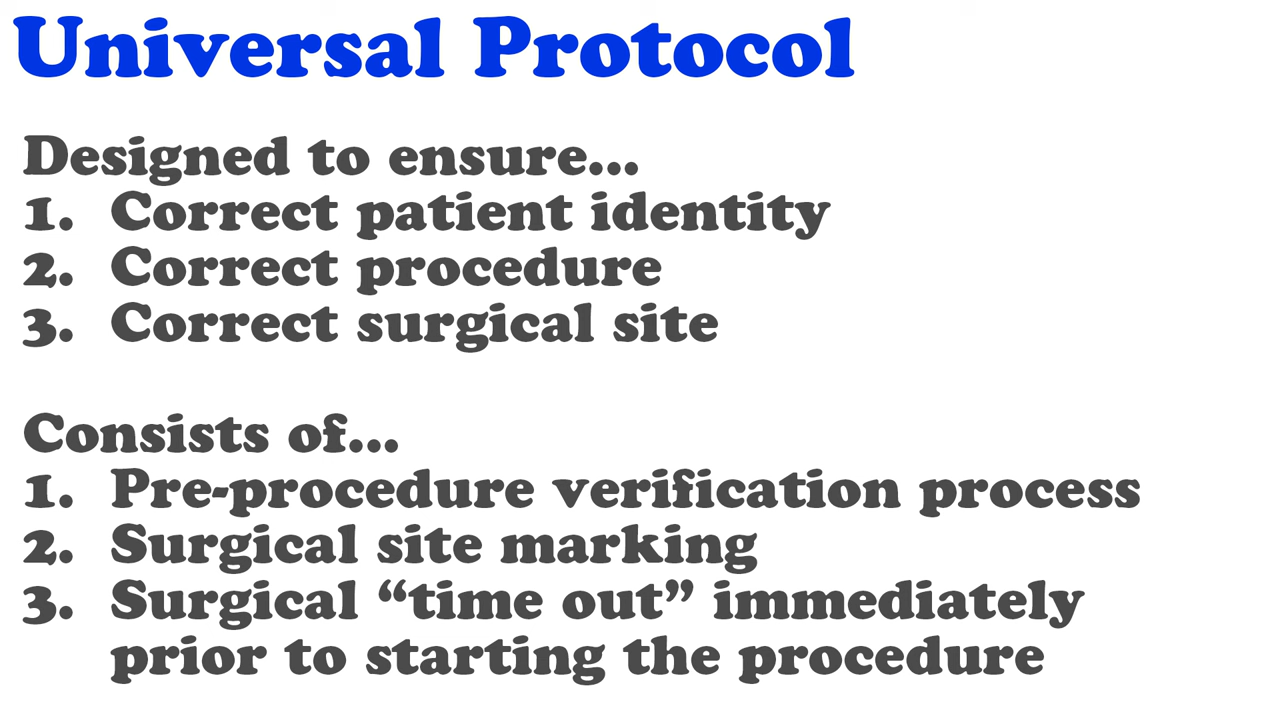 Universal Protocol
Designed to ensure...
1. Correct patient identity
2. Correct procedure
3. Correct surgical site
Consists of...
1. Pre-procedure verification process
2. Surgical site marking
3. Surgical “time out” immediately
prior to starting the procedure